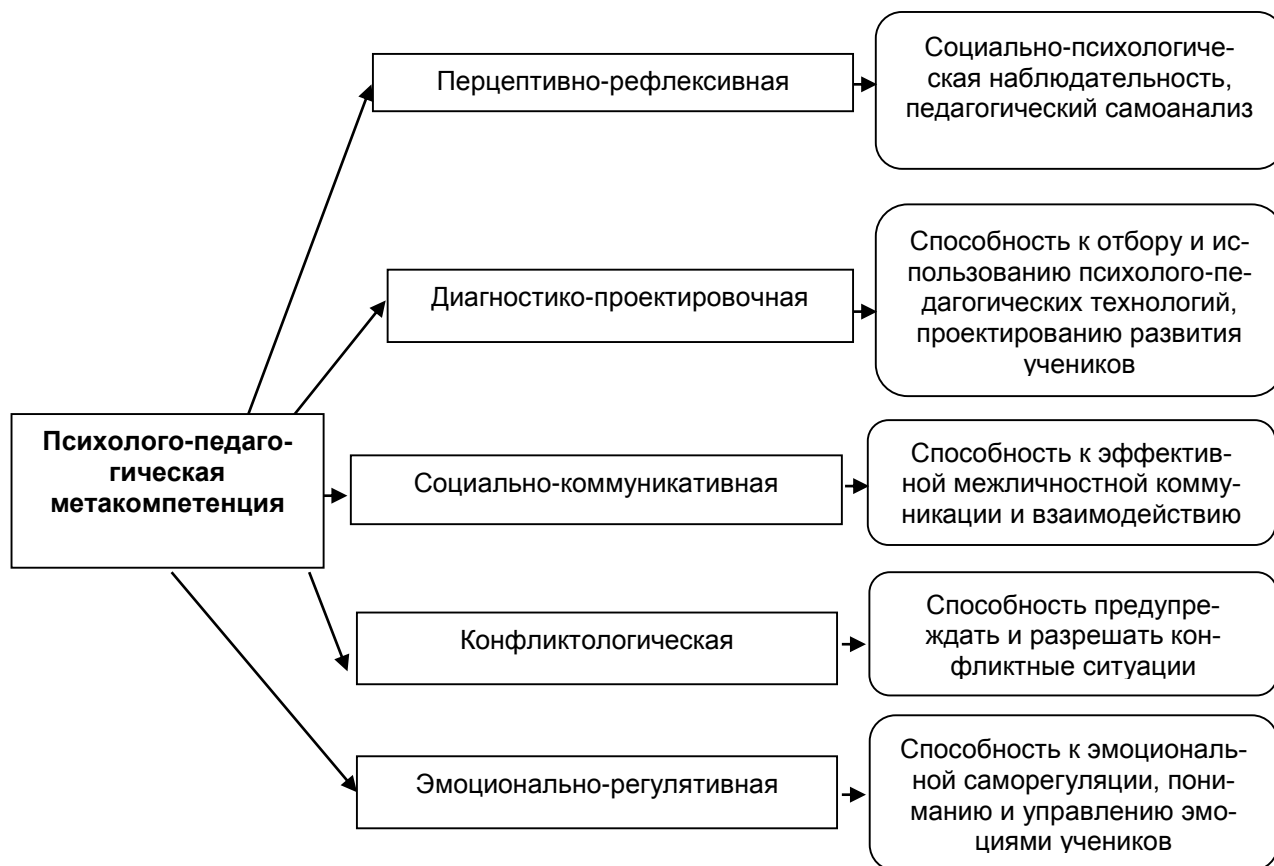 Перцептивно-рефлексивная
Социально-психологиче-
ская наблюдательность,
педагогический самоанализ
Диагностико-проектировочная
Способность к отбору и ис-
пользованию психолого-пе-
дагогических технологий,
проектированию развития
учеников
Психолого-педаго-
гическая
метакомпетенция
Социально-коммуникативная
Способность к эффектив-
ной межличностной комму-
никации и взаимодействию
Конфликтологическая
Способность предупре-
ждать и разрешать кон-
фликтные ситуации
Эмоционально-регулятивная
Способность к эмоциональ-
ной саморегуляции, пони-
манию и управлению эмо-
циями учеников